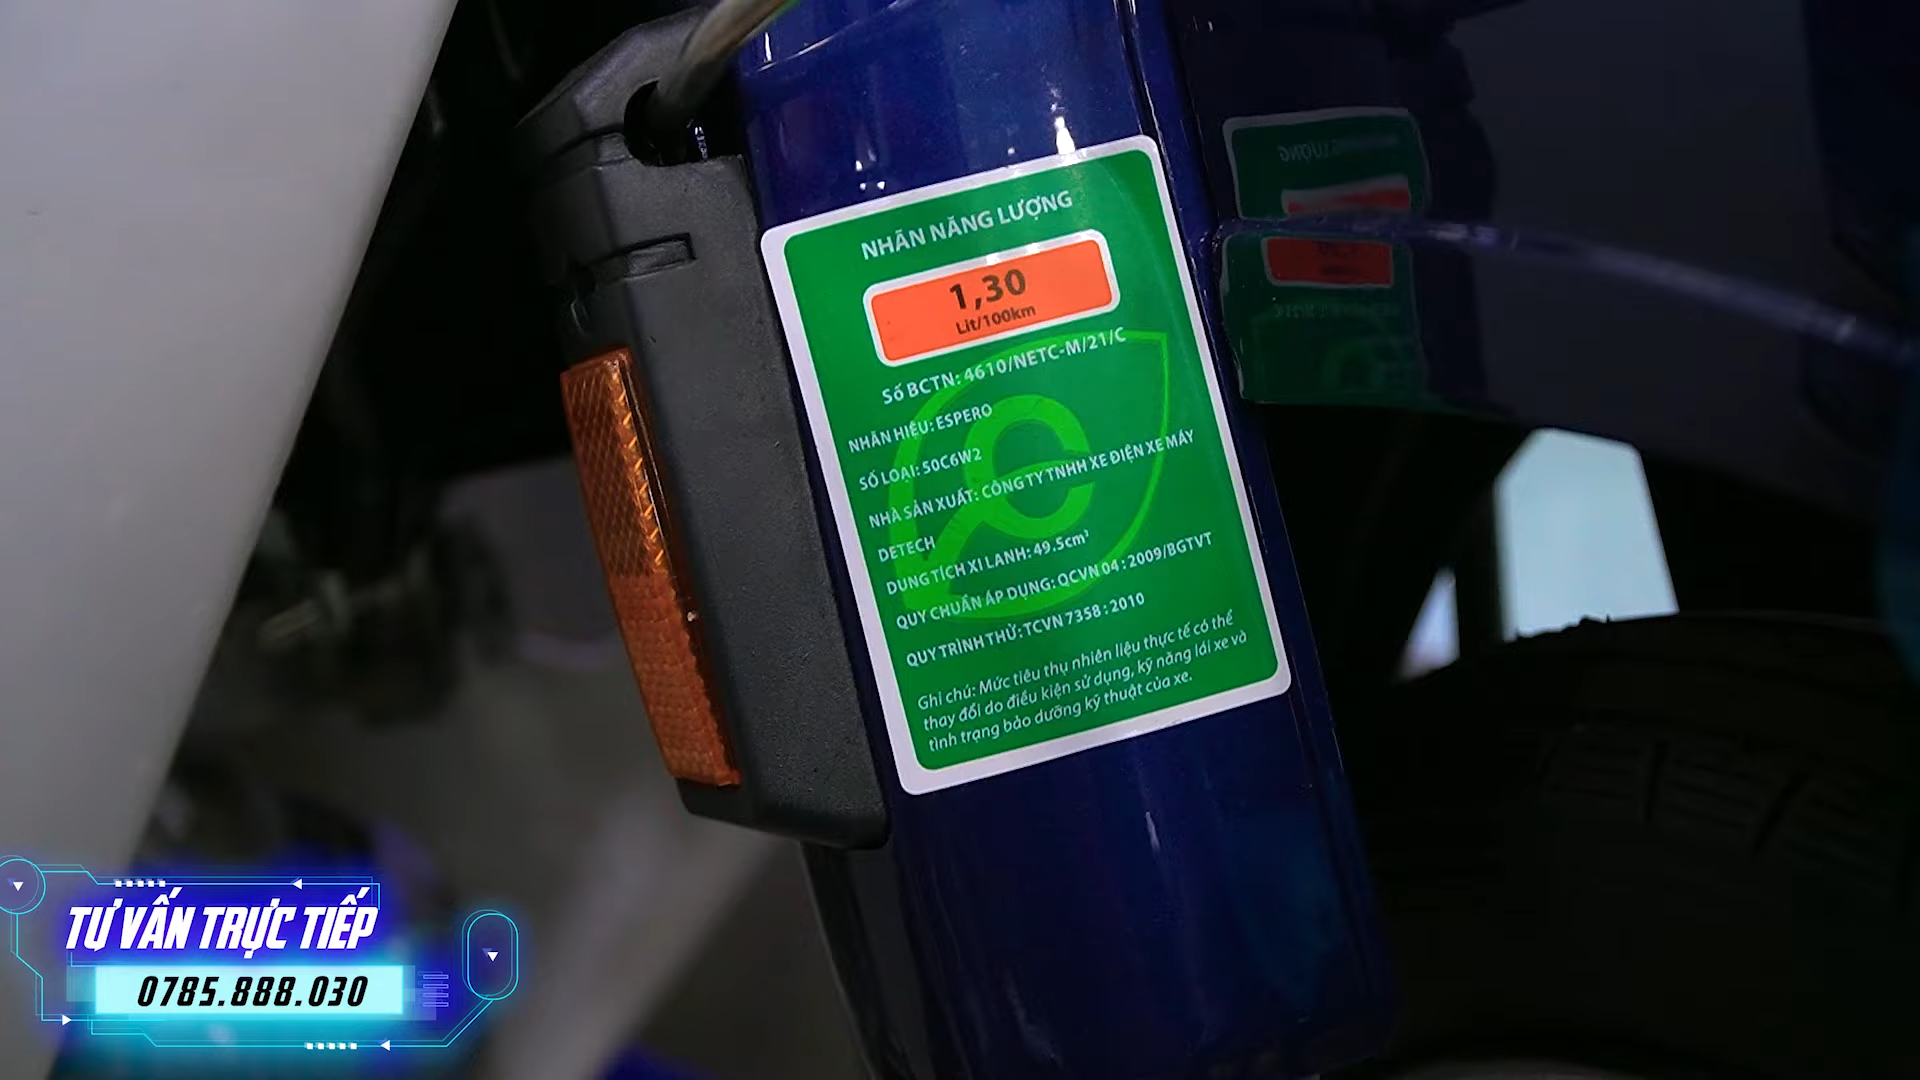 NHÃN NĂNG LƯỢNG
1,30
Lít/100km
Số BCTN: 4610/NETC-M/21/C
NHÃN HIỆU: ESPERO
SỐ LOẠI: 50C6W2
NHÀ SẢN XUẤT: CÔNG TY TNHH XE ĐIỆN XE MÁY
DETECH
DUNG TÍCH XI LANH: 49.5cm³
QUY CHUẨN ÁP DỤNG: QCVN 04 : 2009/BGTVT
QUY TRÌNH THỬ: TCVN 7358 : 2010
Ghi chú: Mức tiêu thụ nhiên liệu thực tế có thể
thay đổi do điều kiện sử dụng, kỹ năng lái xe và
tình trạng bảo dưỡng kỹ thuật của xe.
TƯ VẤN TRỰC TIẾP
0785.888.030